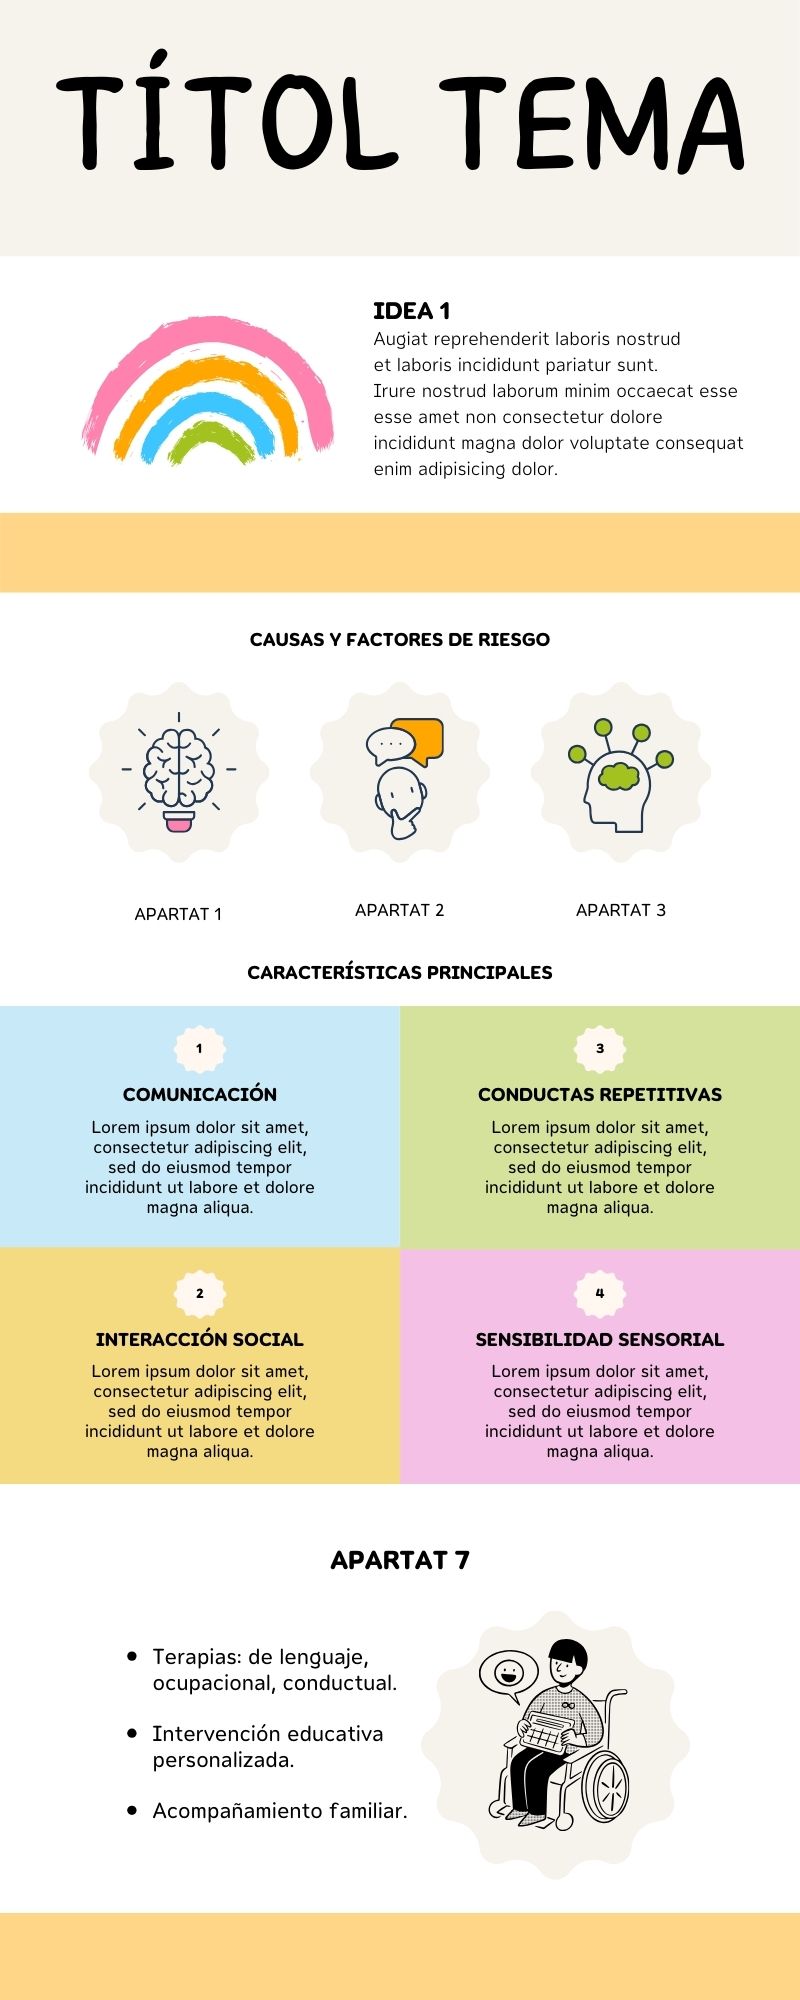 TÍTOL TEMA
IDEA 1
Augiat reprehenderit laboris nostrud
et laboris incididunt pariatur sunt.
Irure nostrud laborum minim occaecat esse
esse amet non consectetur dolore
incididunt magna dolor voluptate consequat
enim adipisicing dolor.
CAUSAS Y FACTORES DE RIESGO
APARTAT 1
APARTAT 2
APARTAT 3
CARACTERÍSTICAS PRINCIPALES
1
COMUNICACIÓN
Lorem ipsum dolor sit amet,
consectetur adipiscing elit,
sed do eiusmod tempor
incididunt ut labore et dolore
magna aliqua.
2
INTERACCIÓN SOCIAL
Lorem ipsum dolor sit amet,
consectetur adipiscing elit,
sed do eiusmod tempor
incididunt ut labore et dolore
magna aliqua.
3
CONDUCTAS REPETITIVAS
Lorem ipsum dolor sit amet,
consectetur adipiscing elit,
sed do eiusmod tempor
incididunt ut labore et dolore
magna aliqua.
4
SENSIBILIDAD SENSORIAL
Lorem ipsum dolor sit amet,
consectetur adipiscing elit,
sed do eiusmod tempor
incididunt ut labore et dolore
magna aliqua.
APARTAT 7
• Terapias: de lenguaje,
ocupacional, conductual.
• Intervención educativa
personalizada.
• Acompañamiento familiar.